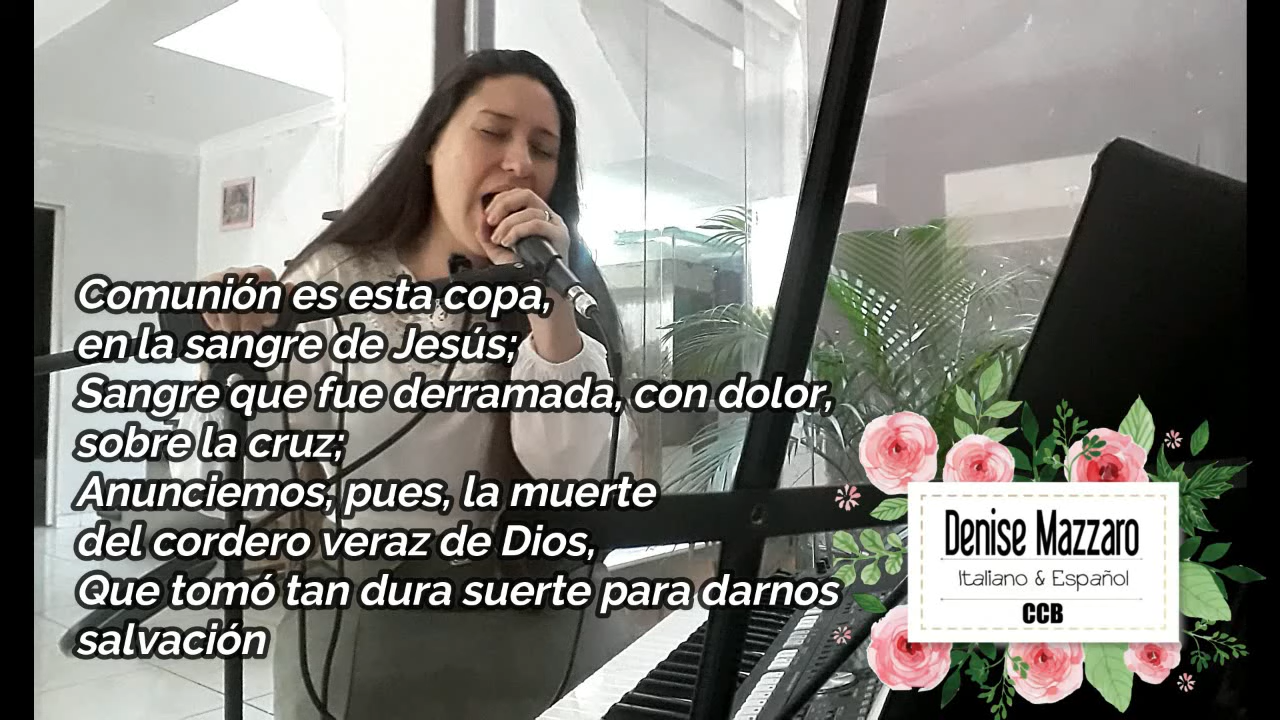 Comunión es esta copa,
en la sangre de Jesús;
Sangre que fue derramada, con dolor,
sobre la cruz;
Anunciemos, pues, la muerte
del cordero veraz de Dios,
Que tomó tan dura suerte para darnos
salvación
Denise Mazzaro
Italiano & Español
CCB